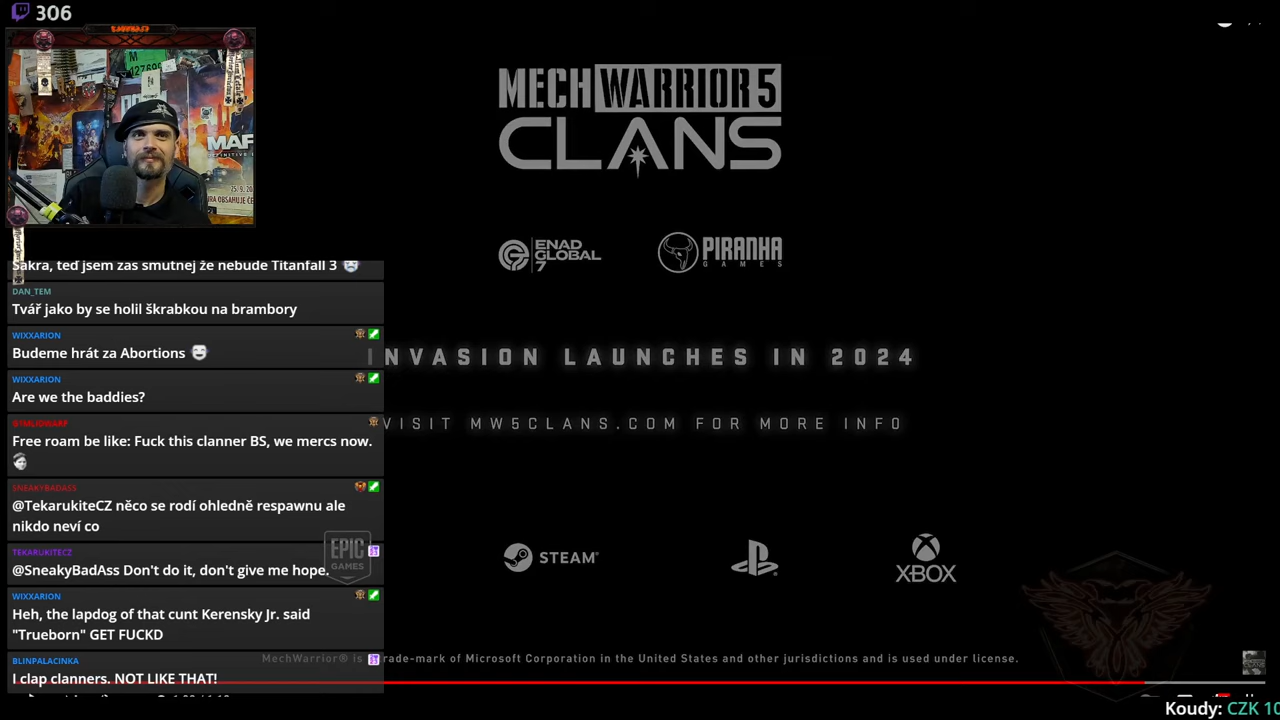 306
M
127696
MAF
MECHWARRIOR 5
CLANS
ENAD
GLOBAL
7
PIRANHA
GAMES
Sakra, teď jsem zas smutnej že nebude Titanfall 3
DAN_TEM
Tvář jako by se holil škrabkou na brambory
WIXXARION
Budeme hrát za Abortions
WIXXARION
Are we the baddies?
Free roam be like: Fuck this clanner BS, we mercs now.
SNEAKYBADASS
@TekarukiteCZ něco se rodí ohledně respawnu ale
nikdo neví co
TEKARUKITECZ
@SneakyBadAss Don't do it, don't give me hope.
WIXXARION
Heh, the lapdog of that cunt Kerensky Jr. said
"Trueborn" GET FUCKD
BLINPALACINKA
I clap clanners. NOT LIKE THAT!
INVASION LAUNCHES IN 2024
VISIT MW5CLANS.COM FOR MORE INFO
EPIC
GAMES
STEAM
XBOX
MechWarrior® is trade-mark of Microsoft Corporation in the United States and other jurisdictions and is used under license.
Koudy: CZK 10